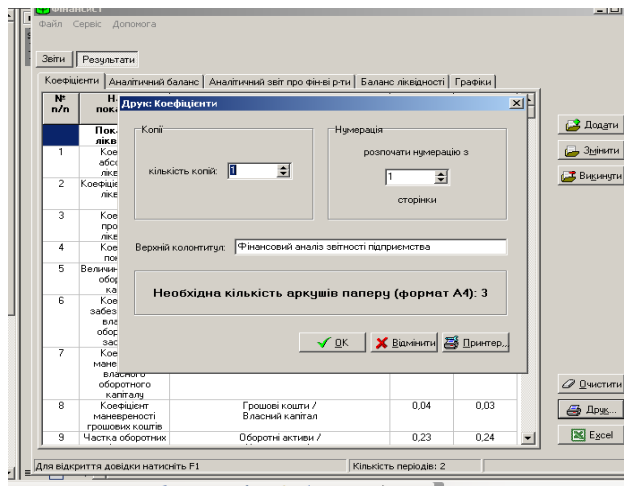 Фінансист
Файл Сервіс Допомога
Звіти Результати
Коефіцієнти Аналітичний баланс Аналітичний звіт про фін-ві р-ти Баланс ліквідності Графіки
№ п/п
Друк: Коефіцієнти
Копії
кількість копій: 1
Нумерація
розпочати нумерацію з
1
сторінки
Верхній колонтитул: Фінансовий аналіз звітності підприємства
Необхідна кількість аркушів паперу (формат А4): 3
OK Відмінити Принтер...
1
2
3
4
5
6
7
власного
оборотного
капіталу
8 Коефіцієнт маневреності грошових коштів Грошові кошти / Власний капітал 0,04 0,03
9 Частка оборотних Оборотні активи / 0,23 0,24
Додати
Змінити
Викинути
Очистити
Друк...
Excel
Для відкриття довідки натисніть F1 Кількість періодів: 2